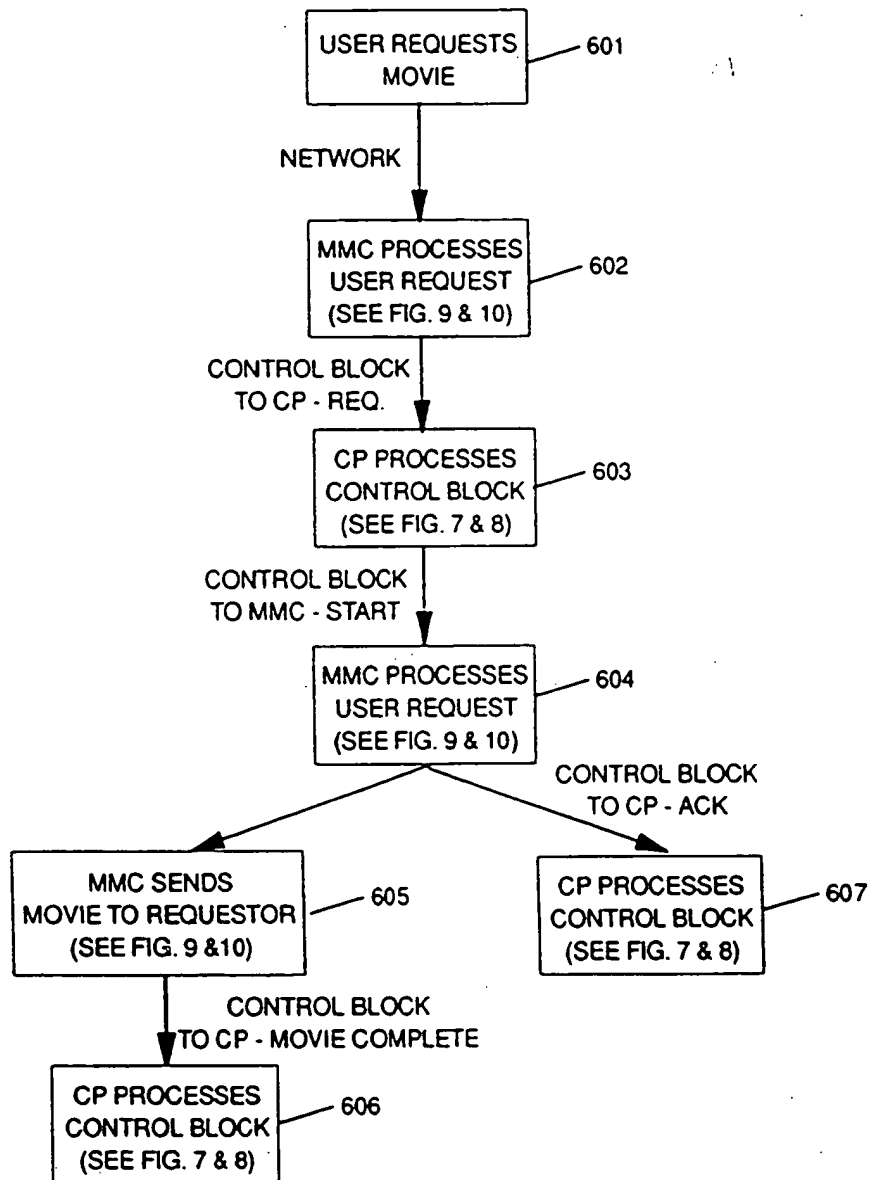 USER REQUESTS
MOVIE
601
NETWORK
MMC PROCESSES
USER REQUEST
(SEE FIG. 9 & 10)
602
CONTROL BLOCK
TO CP - REQ.
CP PROCESSES
CONTROL BLOCK
(SEE FIG. 7 & 8)
603
CONTROL BLOCK
TO MMC - START
MMC PROCESSES
USER REQUEST
(SEE FIG. 9 & 10)
604
CONTROL BLOCK
TO CP - ACK
MMC SENDS
MOVIE TO REQUESTOR
(SEE FIG. 9 &10)
605
CP PROCESSES
CONTROL BLOCK
(SEE FIG. 7 & 8)
607
CONTROL BLOCK
TO CP - MOVIE COMPLETE
CP PROCESSES
CONTROL BLOCK
(SEE FIG. 7 & 8)
606